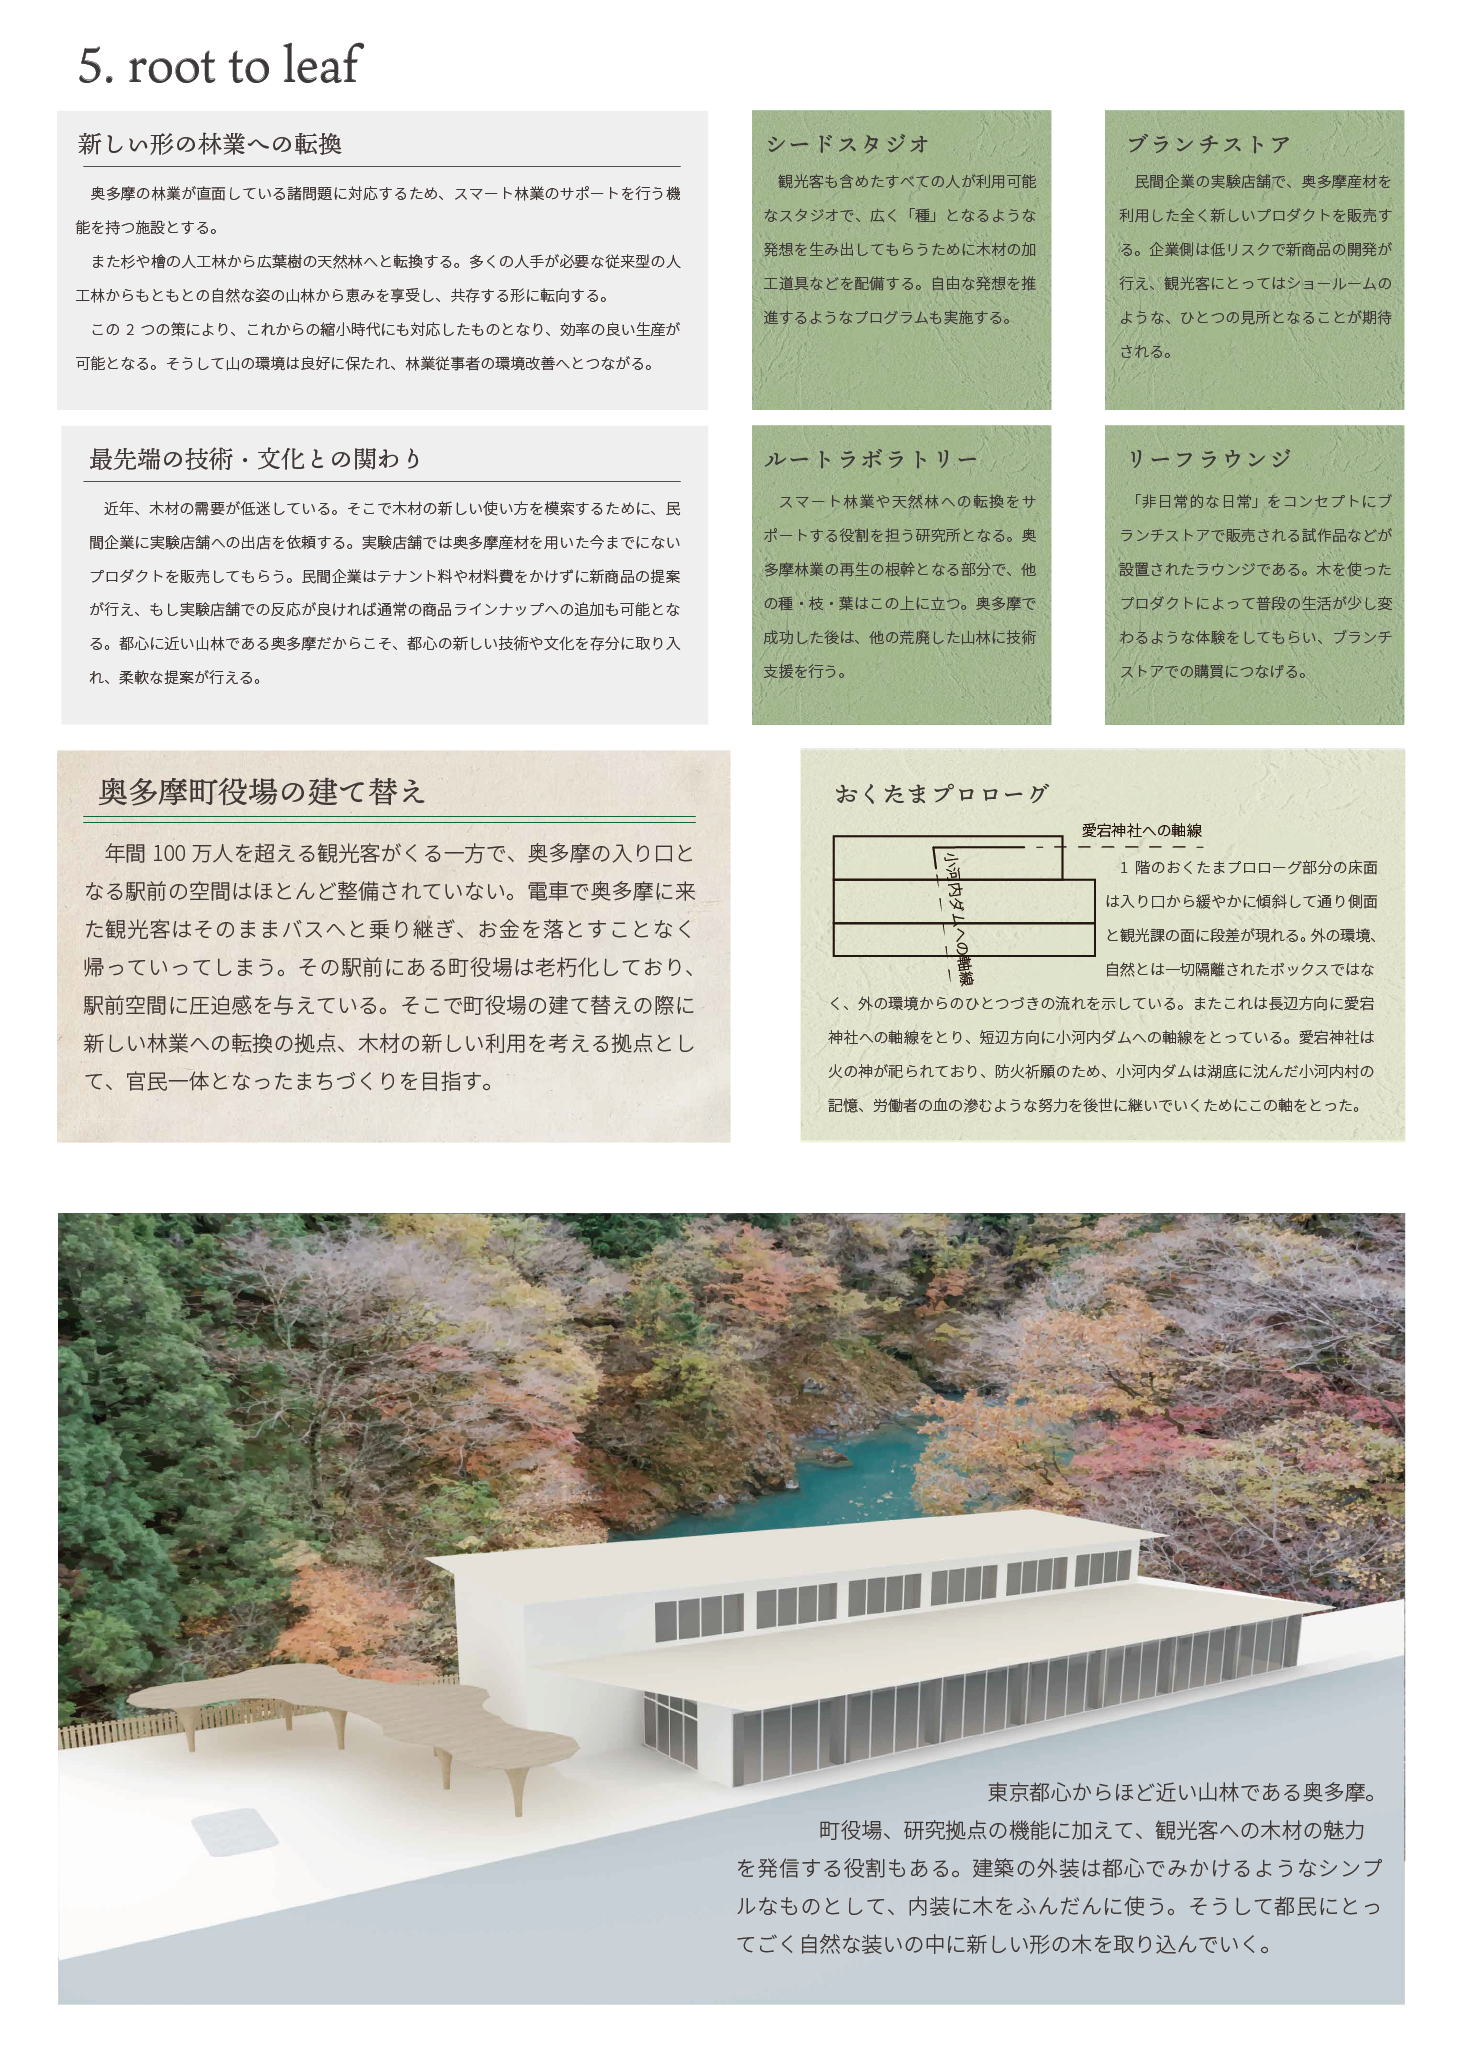 5. root to leaf
新しい形の林業への転換
奥多摩の林業が直面している諸問題に対応するため、スマート林業のサポートを行う機
能を持つ施設とする。
また杉や檜の人工林から広葉樹の天然林へと転換する。多くの人手が必要な従来型の人
工林からもともとの自然な姿の山林から恵みを享受し、共存する形に転向する。
この 2 つの策により、これからの縮小時代にも対応したものとなり、効率の良い生産が
可能となる。そうして山の環境は良好に保たれ、林業従事者の環境改善へとつながる。
シードスタジオ
観光客も含めたすべての人が利用可能
なスタジオで、広く「種」となるような
発想を生み出してもらうために木材の加
工道具などを配備する。自由な発想を推
進するようなプログラムも実施する。
ブランチストア
民間企業の実験店舗で、奥多摩産材を
利用した全く新しいプロダクトを販売す
る。企業側は低リスクで新商品の開発が
行え、観光客にとってはショールームの
ような、ひとつの見所となることが期待
される。
最先端の技術・文化との関わり
近年、木材の需要が低迷している。そこで木材の新しい使い方を模索するために、民
間企業に実験店舗への出店を依頼する。実験店舗では奥多摩産材を用いた今までにない
プロダクトを販売してもらう。民間企業はテナント料や材料費をかけずに新商品の提案
が行え、もし実験店舗での反応が良ければ通常の商品ラインナップへの追加も可能とな
る。都心に近い山林である奥多摩だからこそ、都心の新しい技術や文化を存分に取り入
れ、柔軟な提案が行える。
ルートラボラトリー
スマート林業や天然林への転換をサ
ポートする役割を担う研究所となる。奥
多摩林業の再生の根幹となる部分で、他
の種・枝・葉はこの上に立つ。奥多摩で
成功した後は、他の荒廃した山林に技術
支援を行う。
リーフラウンジ
「非日常的な日常」をコンセプトにブ
ランチストアで販売される試作品などが
設置されたラウンジである。木を使った
プロダクトによって普段の生活が少し変
わるような体験をしてもらい、ブランチ
ストアでの購買につなげる。
奥多摩町役場の建て替え
年間 100 万人を超える観光客がくる一方で、奥多摩の入り口と
なる駅前の空間はほとんど整備されていない。電車で奥多摩に来
た観光客はそのままバスへと乗り継ぎ、お金を落とすことなく
帰っていってしまう。その駅前にある町役場は老朽化しており、
駅前空間に圧迫感を与えている。そこで町役場の建て替えの際に
新しい林業への転換の拠点、木材の新しい利用を考える拠点とし
て、官民一体となったまちづくりを目指す。
おくたまプロローグ
愛宕神社への軸線
小河内ダムへの軸線
1 階のおくたまプロローグ部分の床面
は入り口から緩やかに傾斜して通り側面
と観光課の面に段差が現れる。外の環境、
自然とは一切隔離されたボックスではな
く、外の環境からのひとつづきの流れを示している。またこれは長辺方向に愛宕
神社への軸線をとり、短辺方向に小河内ダムへの軸線をとっている。愛宕神社は
火の神が祀られており、防火祈願のため、小河内ダムは湖底に沈んだ小河内村の
記憶、労働者の血の滲むような努力を後世に継いでいくためにこの軸をとった。
東京都心からほど近い山林である奥多摩。
町役場、研究拠点の機能に加えて、観光客への木材の魅力
を発信する役割もある。建築の外装は都心でみかけるようなシンプ
ルなものとして、内装に木をふんだんに使う。そうして都民にとっ
てごく自然な装いの中に新しい形の木を取り込んでいく。